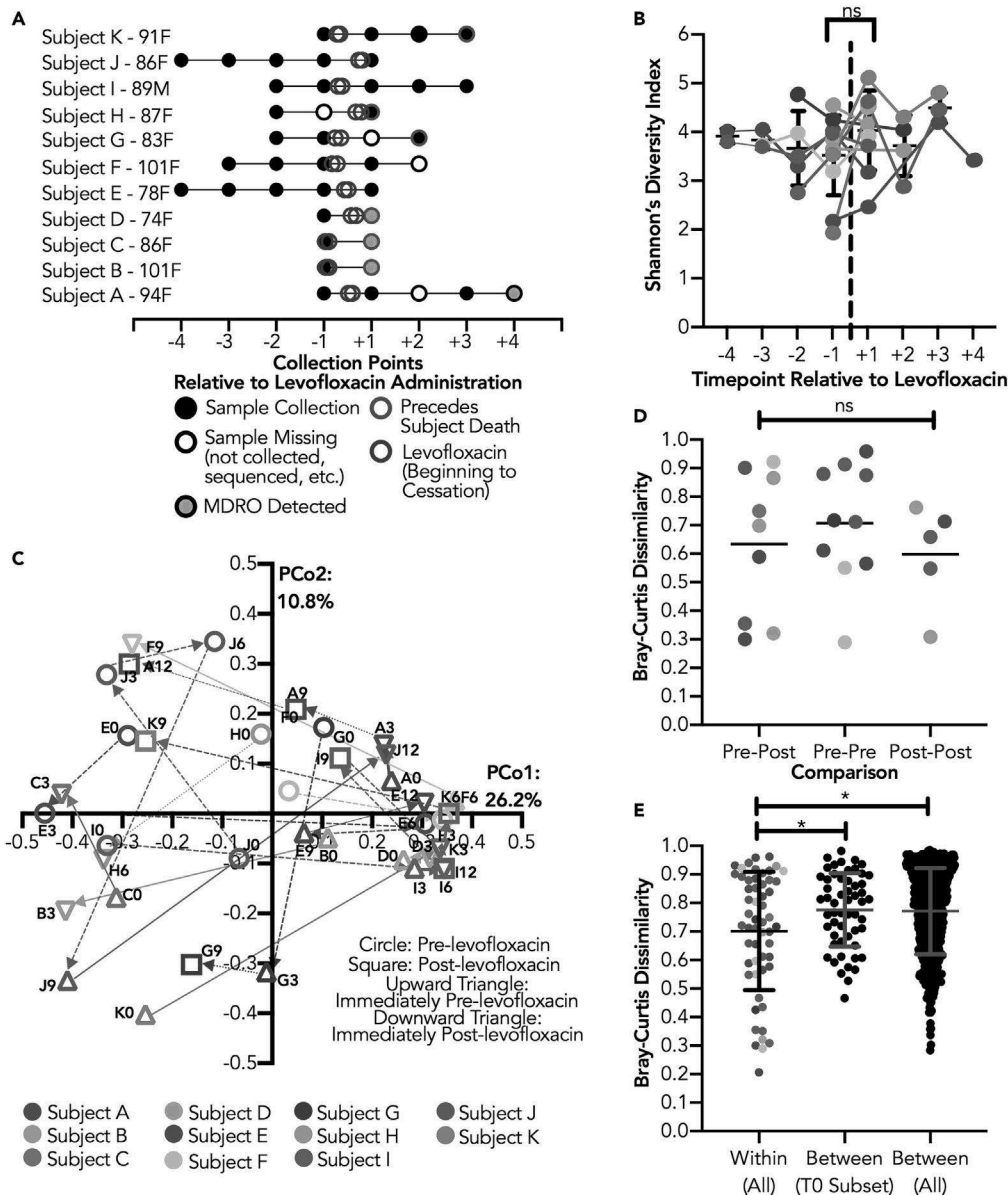 A
Subject K - 91F
Subject J - 86F
Subject I - 89M
Subject H - 87F
Subject G - 83F
Subject F - 101F
Subject E - 78F
Subject D - 74F
Subject C - 86F
Subject B - 101F
Subject A - 94F
-4 -3 -2 -2 -1 +1 +2 +3 +4
Collection Points
Relative to Levofloxacin Administration
Sample Collection
Sample Missing
(not collected,
sequenced, etc.)
MDRO Detected
Precedes
Subject Death
Levofloxacin
(Beginning to
Cessation)
B
ns
Shannon's Diversity Index
6
5
4
3
2
1
0
-4 -3 -2 -1 +1 +2 +3 +4
Timepoint Relative to Levofloxacin
D
ns
Bray-Curtis Dissimilarity
1.0
0.9
0.8
0.7
0.6
0.5
0.4
0.3
0.2
0.1
0.0
Pre-Post Pre-Pre Post-Post
Comparison
C
PCo2:
10.8%
PCo1:
26.2%
0.5
0.4
0.3
0.2
0.1
-0.1
-0.2
-0.3
-0.4
-0.5
-0.5 -0.4 -0.3 -0.2 -0.1 0.1 0.2 0.3 0.4 0.5
F9
J6
A12
J3
A9
F0
E0
K9
H0
G0
I9
A3
J12
A0
C3
E12
K6F6
E3
I0
J0
E9
B0
E6
F3
D3
K3
D0
H6
C0
I3
I6
I12
B3
J9
G9
G3
K0
Circle: Pre-levofloxacin
Square: Post-levofloxacin
Upward Triangle:
Immediately Pre-levofloxacin
Downward Triangle:
Immediately Post-levofloxacin
Subject A Subject D Subject G Subject J
Subject B Subject E Subject H Subject K
Subject C Subject F Subject I
E
*
*
Bray-Curtis Dissimilarity
1.0
0.9
0.8
0.7
0.6
0.5
0.4
0.3
0.2
0.1
0.0
Within Between Between
(All) (T0 Subset) (All)